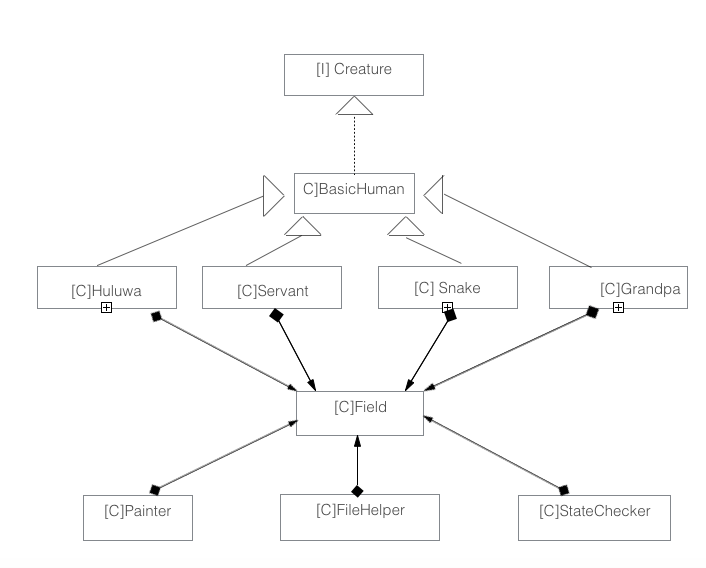 [I] Creature
C]BasicHuman
[C]Huluwa
[C]Servant
[C] Snake
[C]Grandpa
[C]Field
[C]Painter
[C]FileHelper
[C]StateChecker